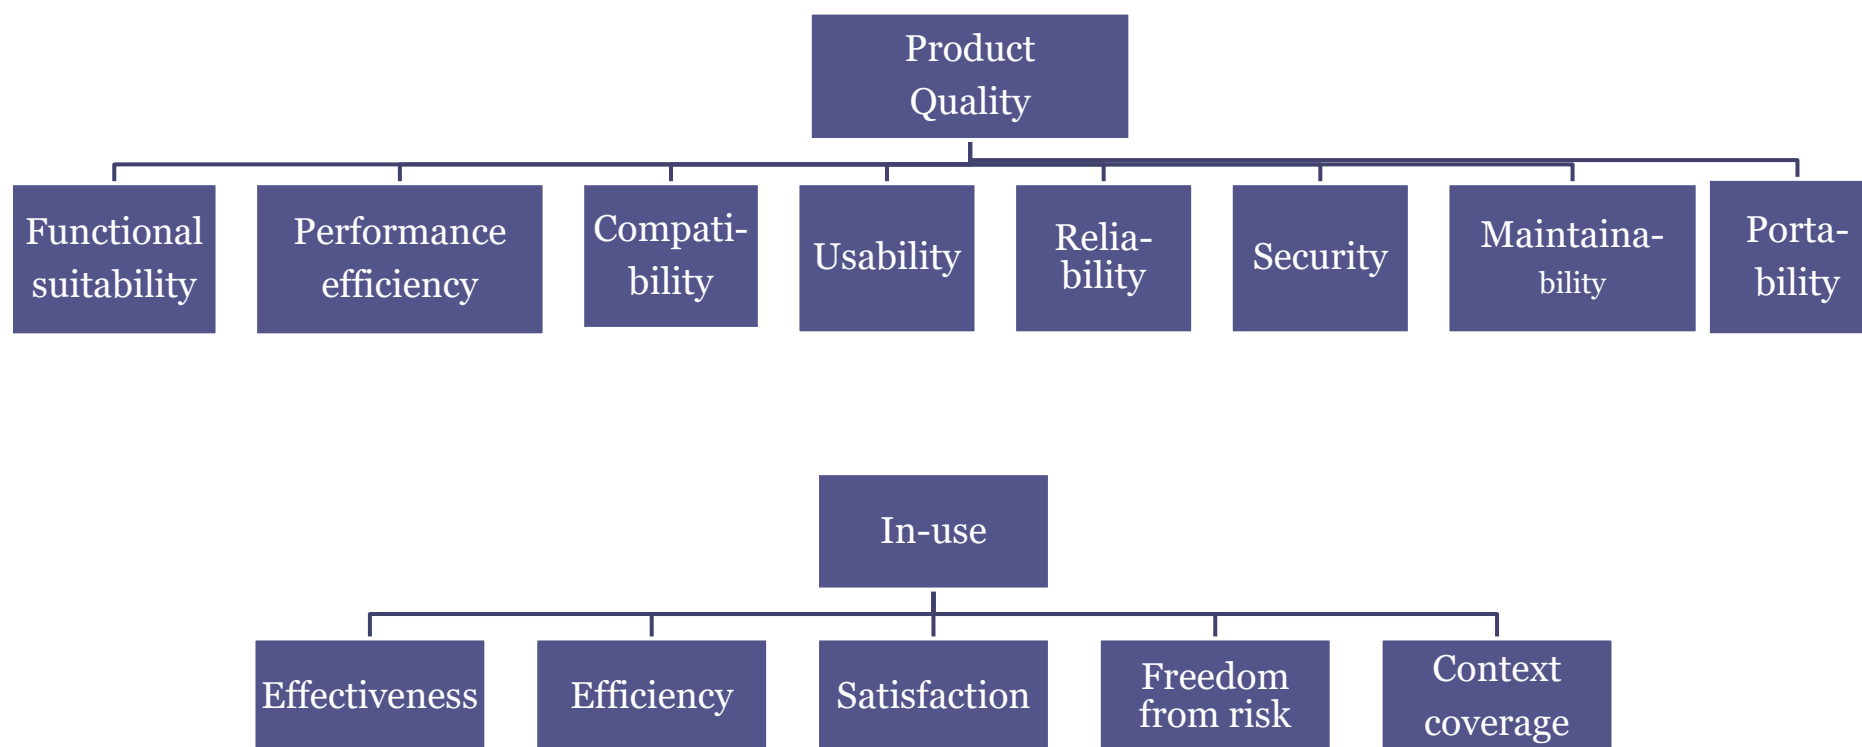 Product
Quality
Functional
suitability
Performance
efficiency
Compati-
bility
Usability
Relia-
bility
Security
Maintaina-
bility
Porta-
bility
In-use
Effectiveness
Efficiency
Satisfaction
Freedom
from risk
Context
coverage